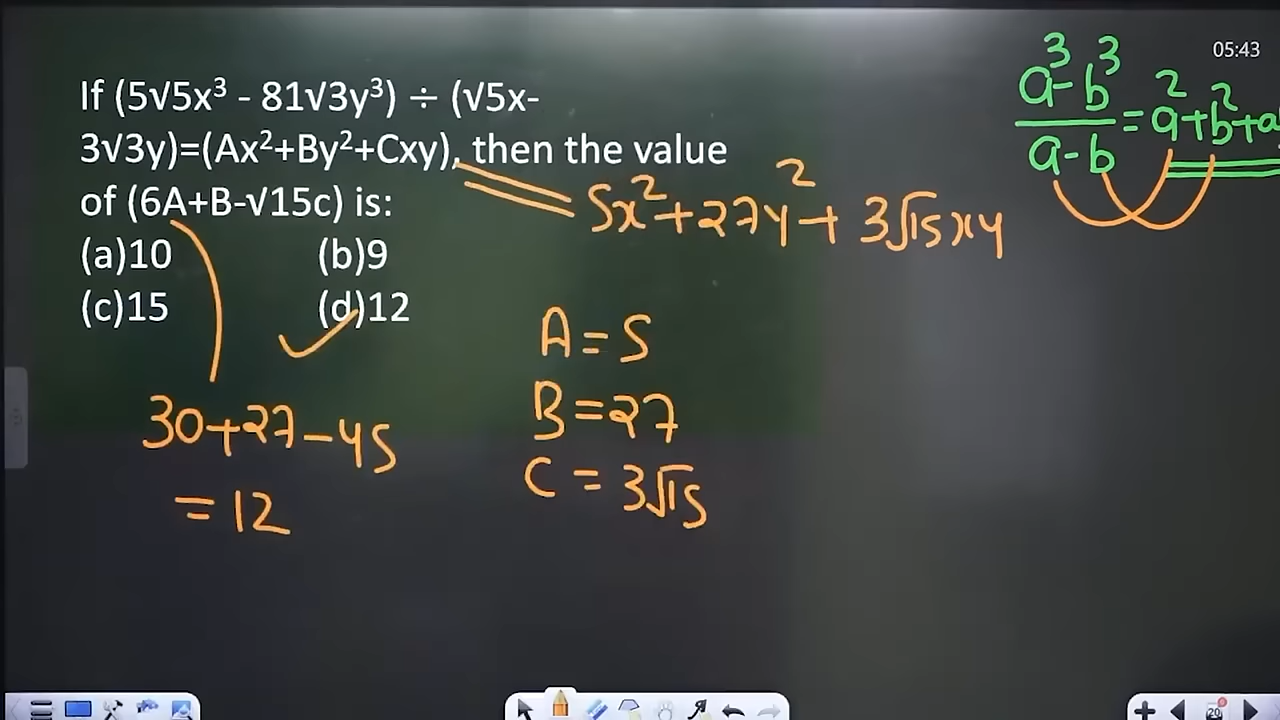 05:43
If (5√5x³ - 81√3y³) ÷ (√5x-
3√3y)=(Ax²+By²+Cxy), then the value
of (6A+B-√15c) is:
(a)10 (b)9
(c)15 (d)12
a³-b³
a-b
=a²+b²+a
5x²+27y²+3√15xy
A=5
B=27
C=3√15
30+27-45
=12
20